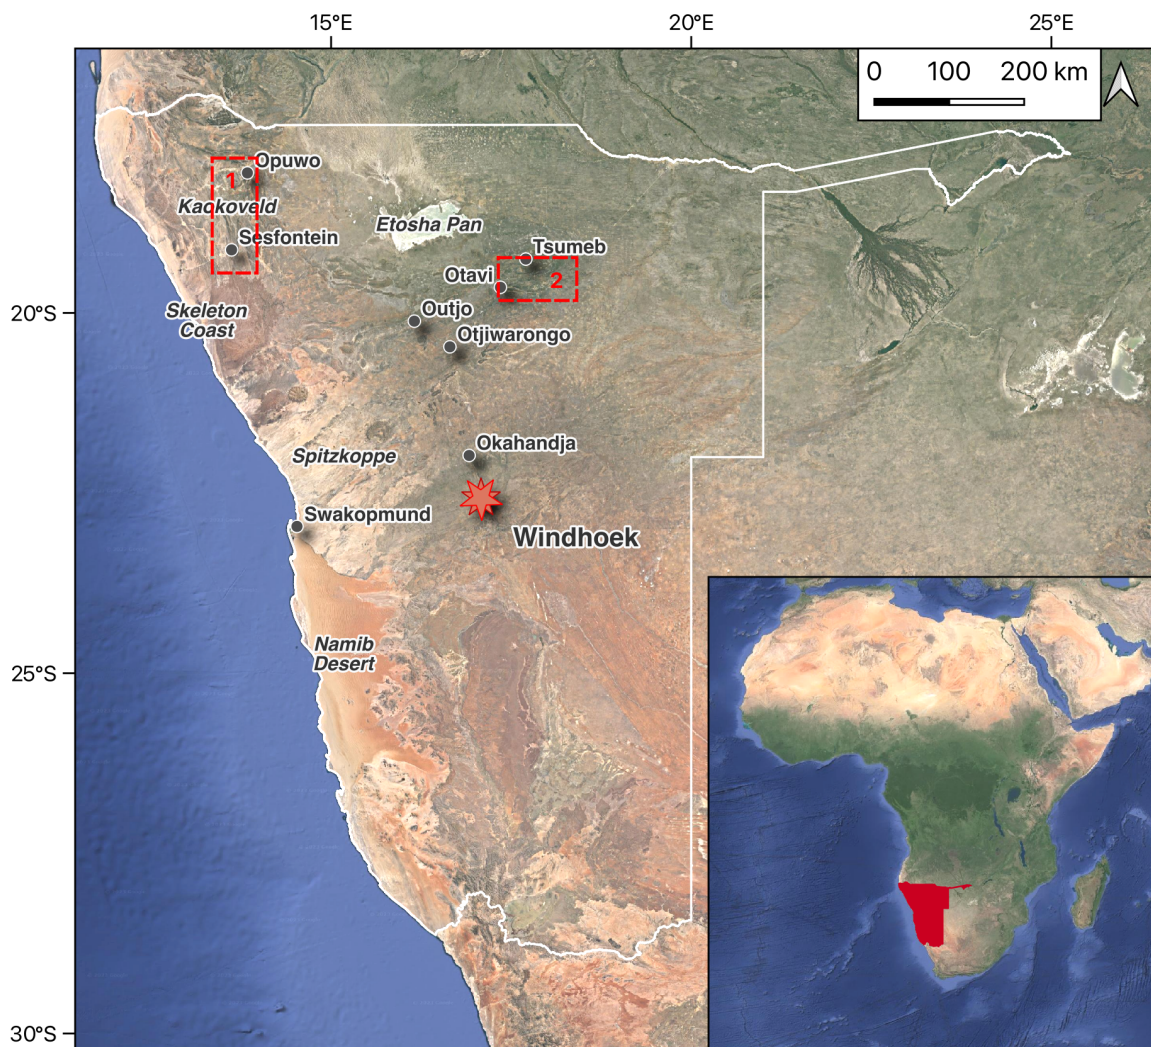 15°E
20°E
25°E
0 100 200 km
Opuwo
1
Kaokoveld
Etosha Pan
Sesfontein
Tsumeb
Otavi
2
20°S
Skeleton
Coast
Outjo
Otjiwarongo
Okahandja
Spitzkoppe
Swakopmund
Windhoek
Namib
Desert
25°S
30°S